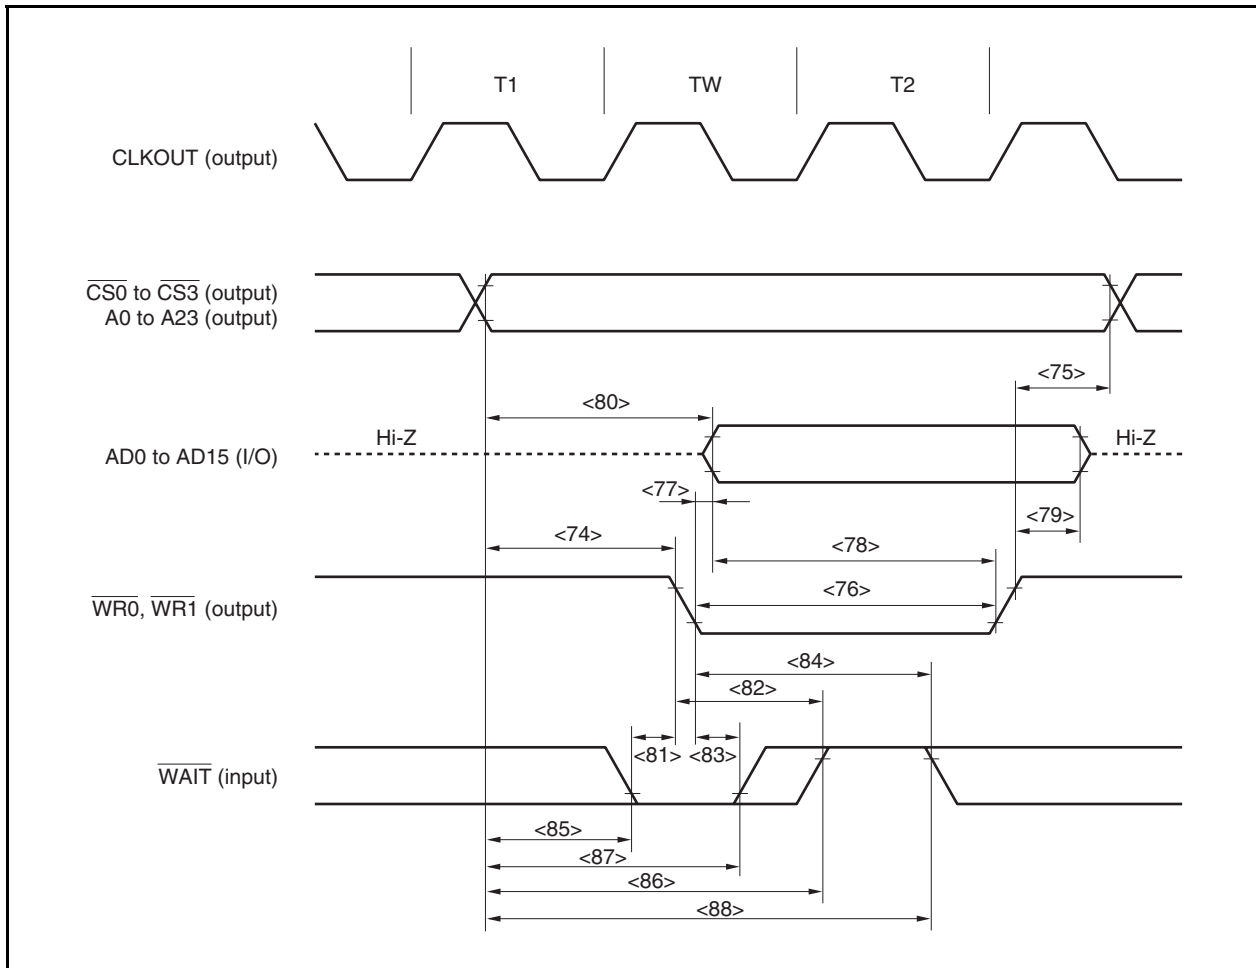 T1 TW T2
CLKOUT (output)
CS0 to CS3 (output)
A0 to A23 (output)
<75>
<80>
Hi-Z Hi-Z
AD0 to AD15 (I/O)
<77>
<79>
<74> <78>
<76>
WR0, WR1 (output)
<84>
<82>
<81> <83>
WAIT (input)
<85>
<87>
<86>
<88>